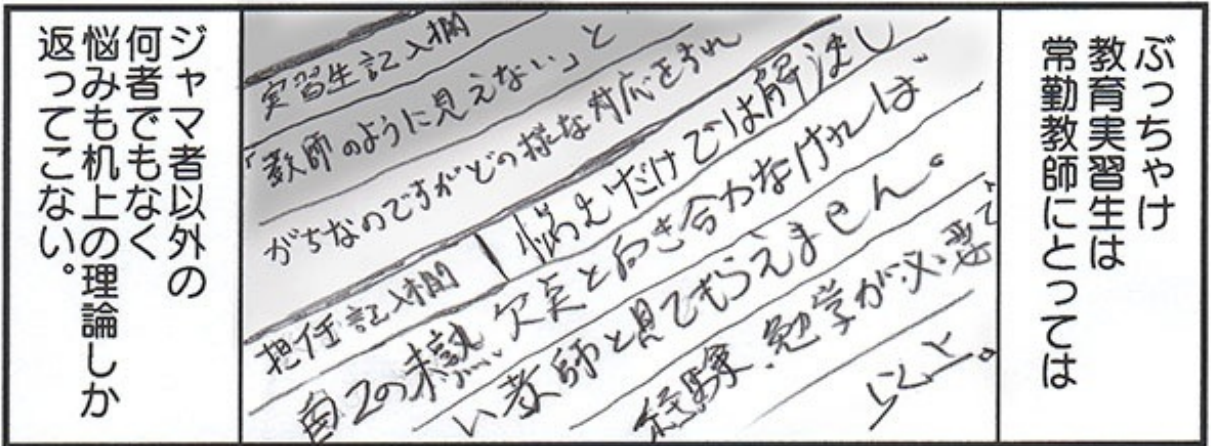 ぶっちゃけ
教育実習生は
常勤教師にとっては
実習生記入欄
「教師のように見えない」と
がちなのですがどの様な対応をすれ
担任記入欄
悩むだけでは解決し
自己の未熟、欠点と向き合わなければ
い教師と見てもらえません。
経験、勉学が必要で
以上。
ジャマ者以外の
何者でもなく
悩みも机上の理論しか
返ってこない。